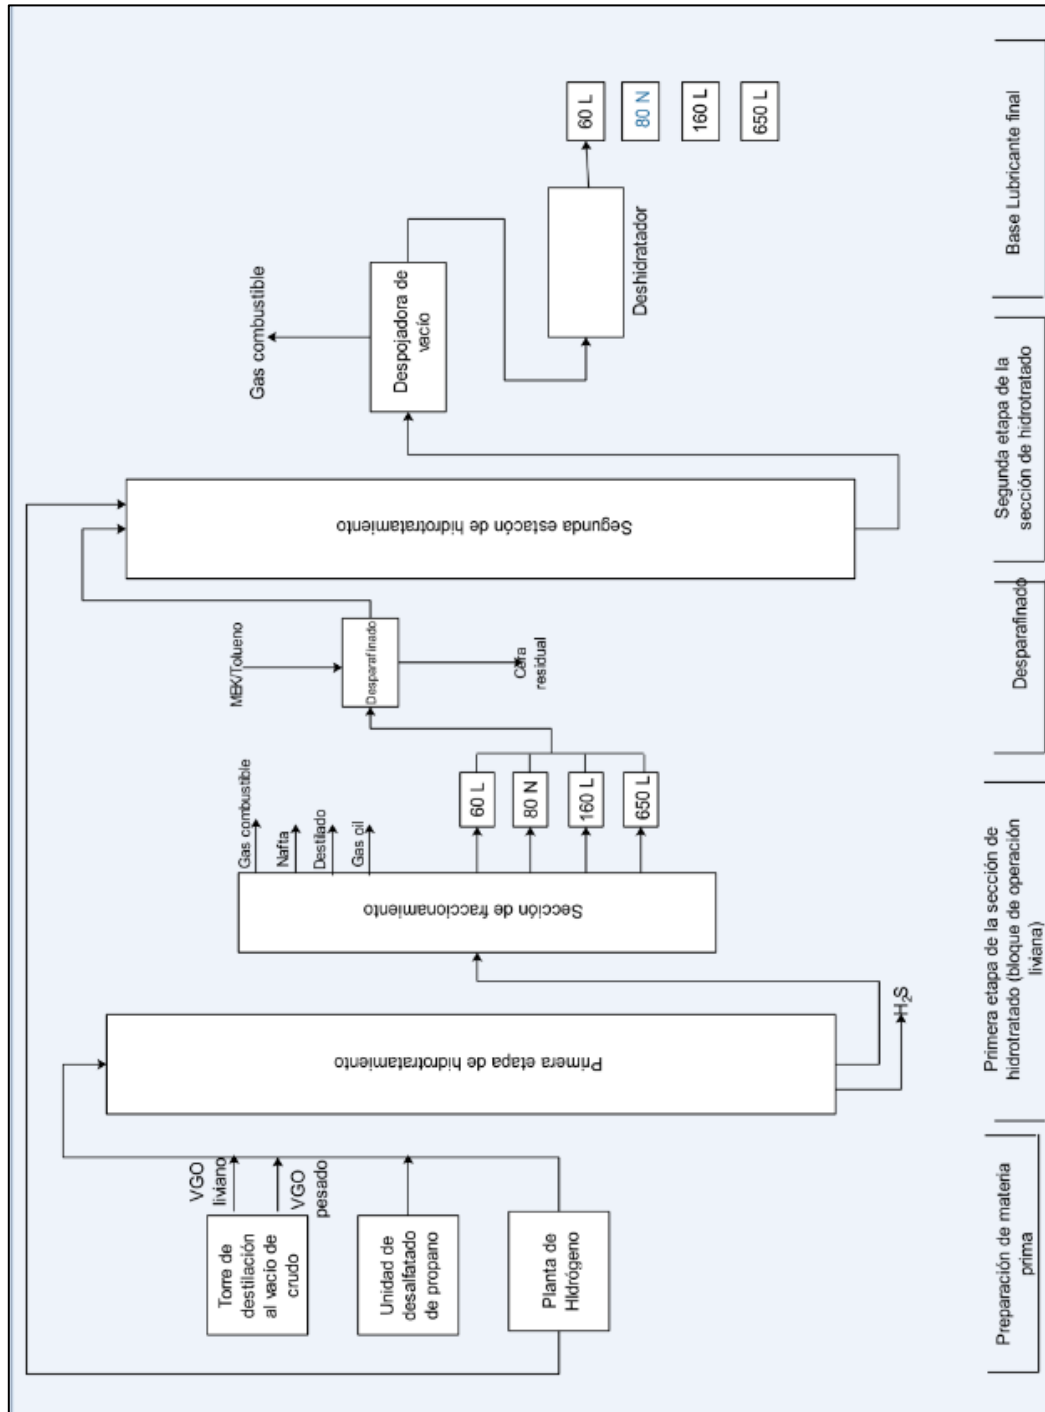 Torre de
destilación
al vacio de
crudo
VGO
liviano
VGO
pesado
Unidad de
desalfatado
de propano
Planta de
Hidrógeno
Primera etapa de hidrotratamiento
H2S
Sección de fraccionamiento
Gas combustible
Nafta
Destilado
Gas oil
60 L
80 N
160 L
650 L
MEK/Tolueno
Desparafinado
Cera
residual
Segunda estacón de hidrotratamiento
Gas combustible
Despojadora de
vacío
Deshidratador
60 L
80 N
160 L
650 L
Preparación de materia
prima
Primera etapa de la sección de
hidrotratado (bloque de operación
liviana)
Desparafinado
Segunda etapa de la
sección de hidrotratado
Base Lubricante final